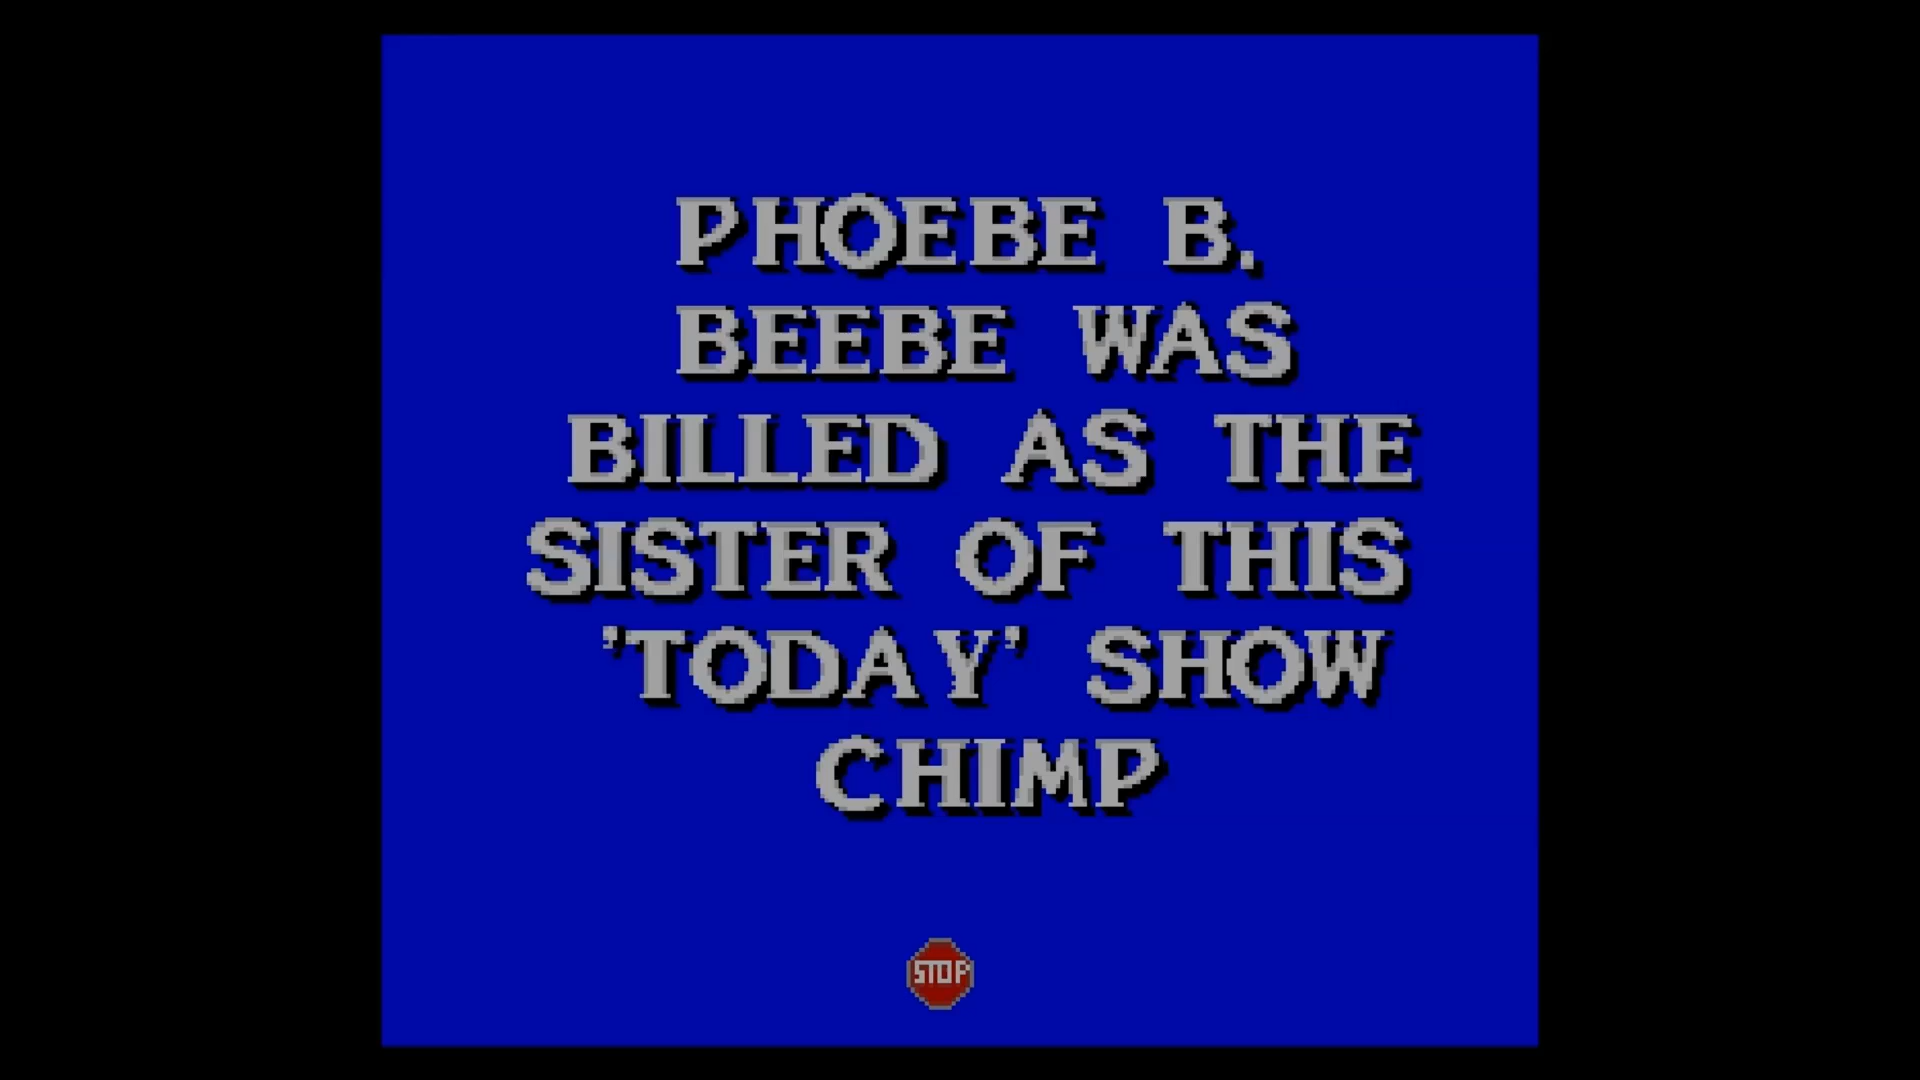 PHOEBE B.
BEEBE WAS
BILLED AS THE
SISTER OF THIS
'TODAY' SHOW
CHIMP
STOP